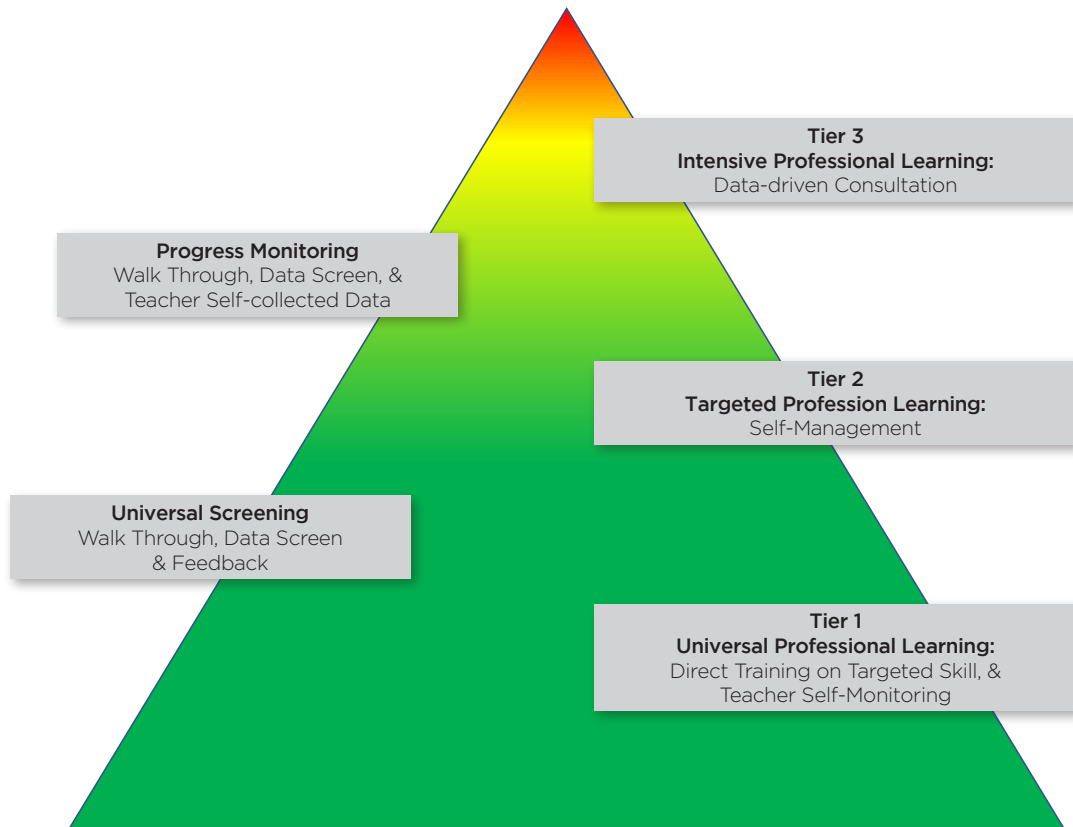 Tier 3
Intensive Professional Learning:
Data-driven Consultation
Progress Monitoring
Walk Through, Data Screen, &
Teacher Self-collected Data
Tier 2
Targeted Profession Learning:
Self-Management
Universal Screening
Walk Through, Data Screen
& Feedback
Tier 1
Universal Professional Learning:
Direct Training on Targeted Skill, &
Teacher Self-Monitoring